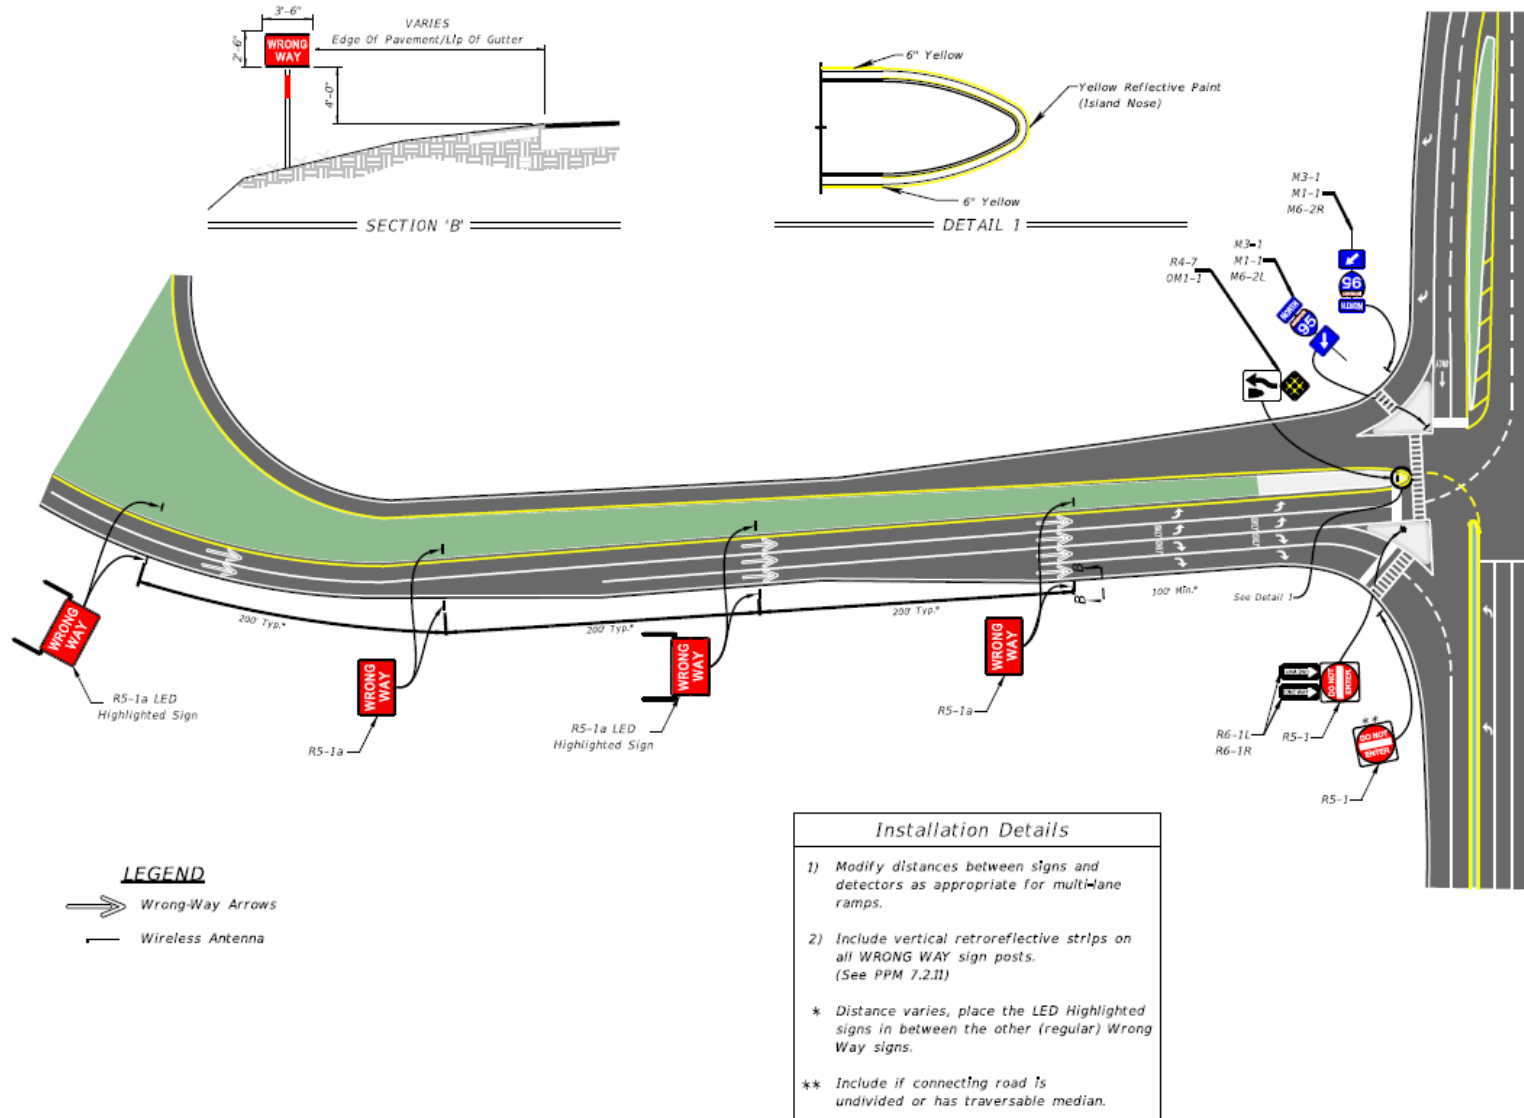 3'-6"
2'-6"
WRONG
WAY
VARIES
Edge Of Pavement/Lip Of Gutter
4'-0"
SECTION 'B'
6" Yellow
Yellow Reflective Paint
(Island Nose)
6" Yellow
DETAIL 1
M3-1
M1-1
M6-2R
M3-1
M1-1
M6-2L
R4-7
OM1-1
95
NORTH
NORTH
95
ONLY
200' Typ.*
200' Typ.*
200' Typ.*
100' Min.*
B
B
See Detail 1
WRONG
WAY
R5-1a LED
Highlighted Sign
WRONG
WAY
R5-1a
WRONG
WAY
R5-1a LED
Highlighted Sign
WRONG
WAY
R5-1a
DO NOT
ENTER
R6-1L
R6-1R
R5-1
**
DO NOT
ENTER
R5-1
LEGEND
Wrong-Way Arrows
Wireless Antenna
Installation Details
1) Modify distances between signs and
detectors as appropriate for multi-lane
ramps.
2) Include vertical retroreflective strips on
all WRONG WAY sign posts.
(See PPM 7.2.11)
* Distance varies, place the LED Highlighted
signs in between the other (regular) Wrong
Way signs.
** Include if connecting road is
undivided or has traversable median.